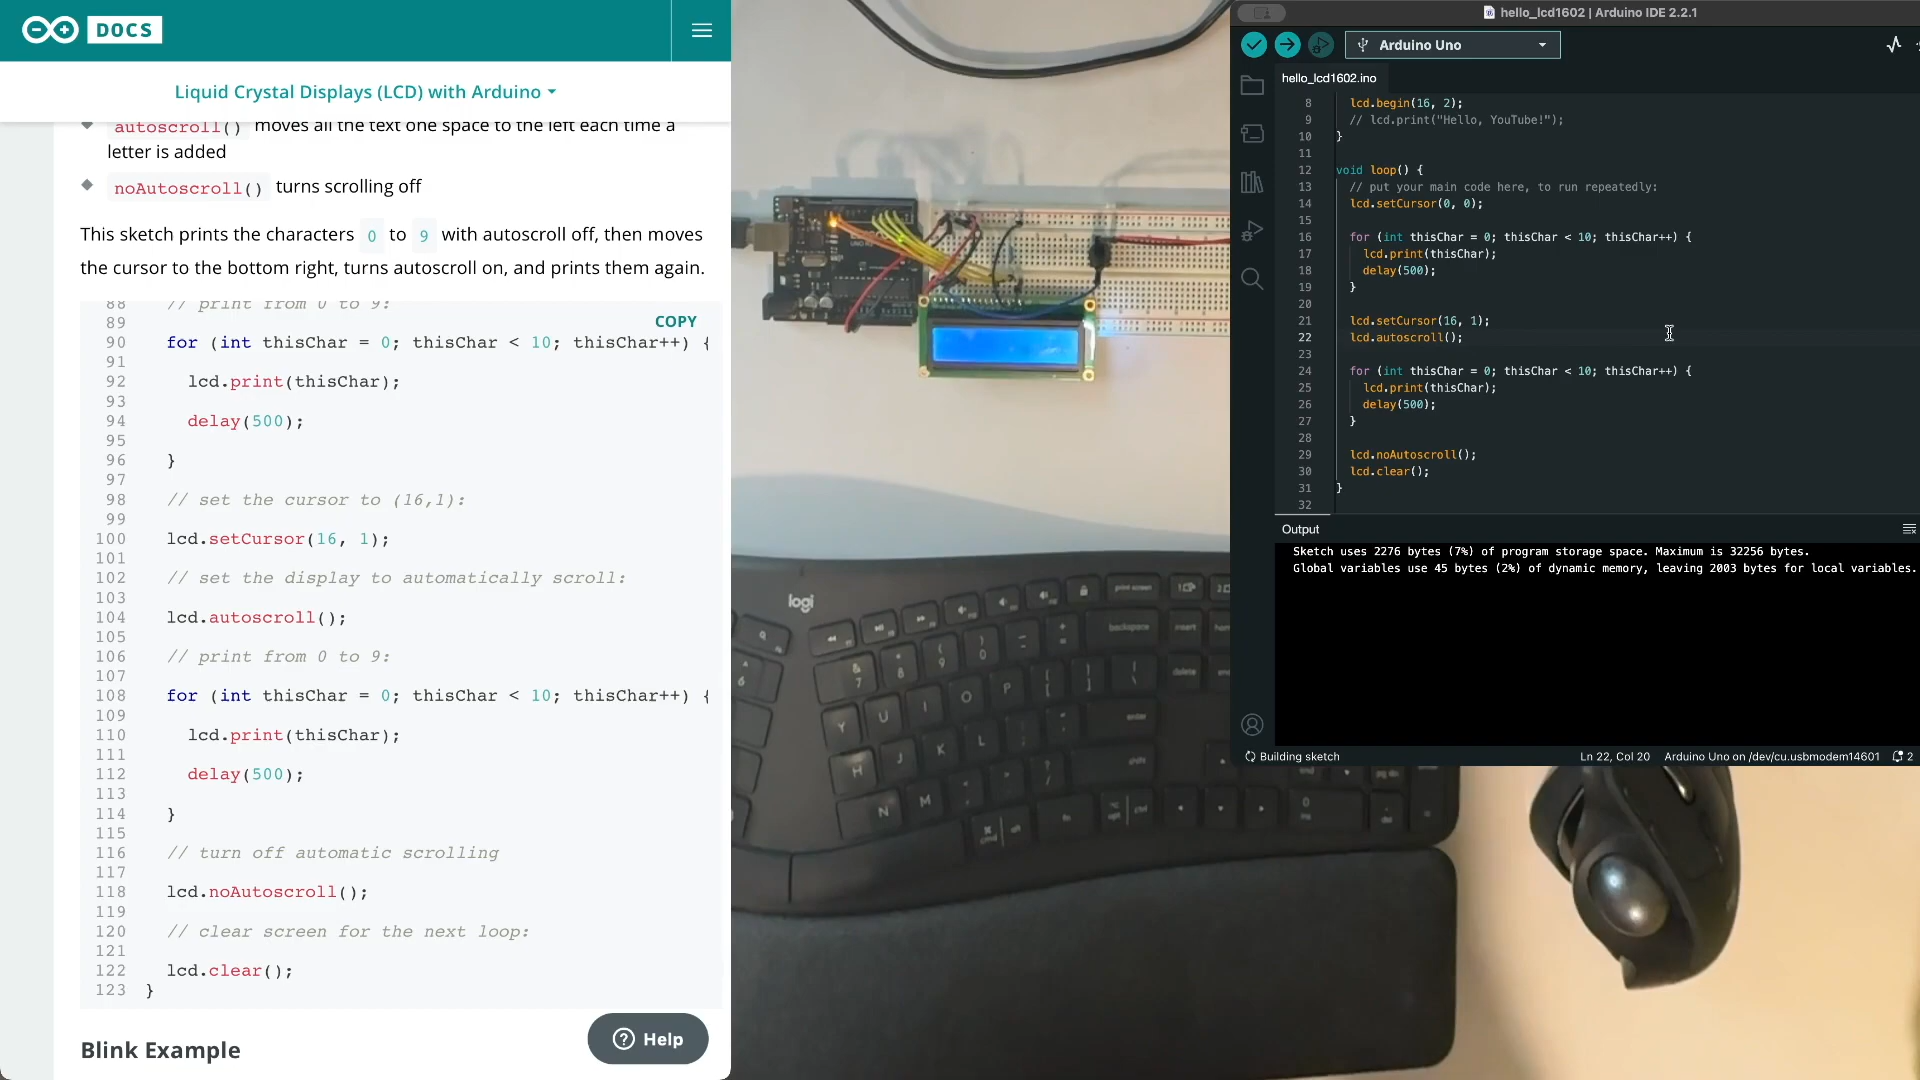 DOCS
Liquid Crystal Displays (LCD) with Arduino
autoscroll() moves all the text one space to the left each time a
letter is added
noAutoscroll() turns scrolling off
This sketch prints the characters 0 to 9 with autoscroll off, then moves
the cursor to the bottom right, turns autoscroll on, and prints them again.
COPY
88 // print from 0 to 9:
89
90 for (int thisChar = 0; thisChar < 10; thisChar++) {
91
92 lcd.print(thisChar);
93
94 delay(500);
95
96 }
97
98 // set the cursor to (16,1):
99
100 lcd.setCursor(16, 1);
101
102 // set the display to automatically scroll:
103
104 lcd.autoscroll();
105
106 // print from 0 to 9:
107
108 for (int thisChar = 0; thisChar < 10; thisChar++) {
109
110 lcd.print(thisChar);
111
112 delay(500);
113
114 }
115
116 // turn off automatic scrolling
117
118 lcd.noAutoscroll();
119
120 // clear screen for the next loop:
121
122 lcd.clear();
123 }
Blink Example
Help
logi
backspace
enter
hello_lcd1602 | Arduino IDE 2.2.1
Arduino Uno
hello_lcd1602.ino
8 lcd.begin(16, 2);
9 // lcd.print("Hello, YouTube!");
10 }
11
12 void loop() {
13 // put your main code here, to run repeatedly:
14 lcd.setCursor(0, 0);
15
16 for (int thisChar = 0; thisChar < 10; thisChar++) {
17 lcd.print(thisChar);
18 delay(500);
19 }
20
21 lcd.setCursor(16, 1);
22 lcd.autoscroll();
23
24 for (int thisChar = 0; thisChar < 10; thisChar++) {
25 lcd.print(thisChar);
26 delay(500);
27 }
28
29 lcd.noAutoscroll();
30 lcd.clear();
31 }
32
Output
Sketch uses 2276 bytes (7%) of program storage space. Maximum is 32256 bytes.
Global variables use 45 bytes (2%) of dynamic memory, leaving 2003 bytes for local variables.
Building sketch
Ln 22, Col 20
Arduino Uno on /dev/cu.usbmodem14601
2